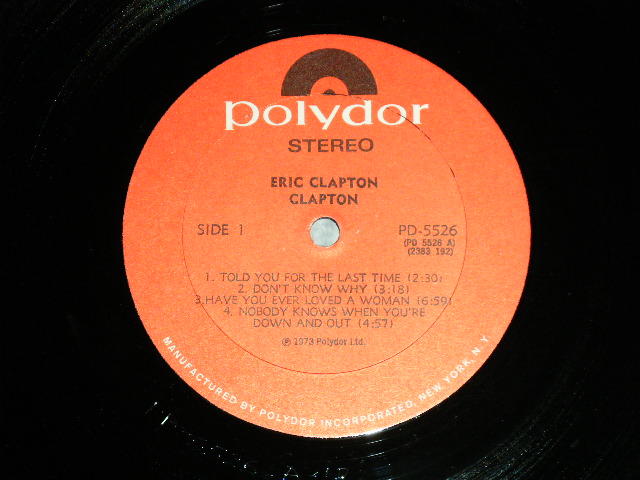 polydor
STEREO
ERIC CLAPTON
CLAPTON
SIDE 1
PD-5526
(PD 5526 A)
(2383 192)
1. TOLD YOU FOR THE LAST TIME (2:30)
2. DON'T KNOW WHY (3:18)
3.HAVE YOU EVER LOVED A WOMAN (6:59)
4. NOBODY KNOWS WHEN YOU'RE
DOWN AND OUT (4:57)
℗ 1973 Polydor Ltd.
MANUFACTURED BY POLYDOR INCORPORATED, NEW YORK, N. Y.